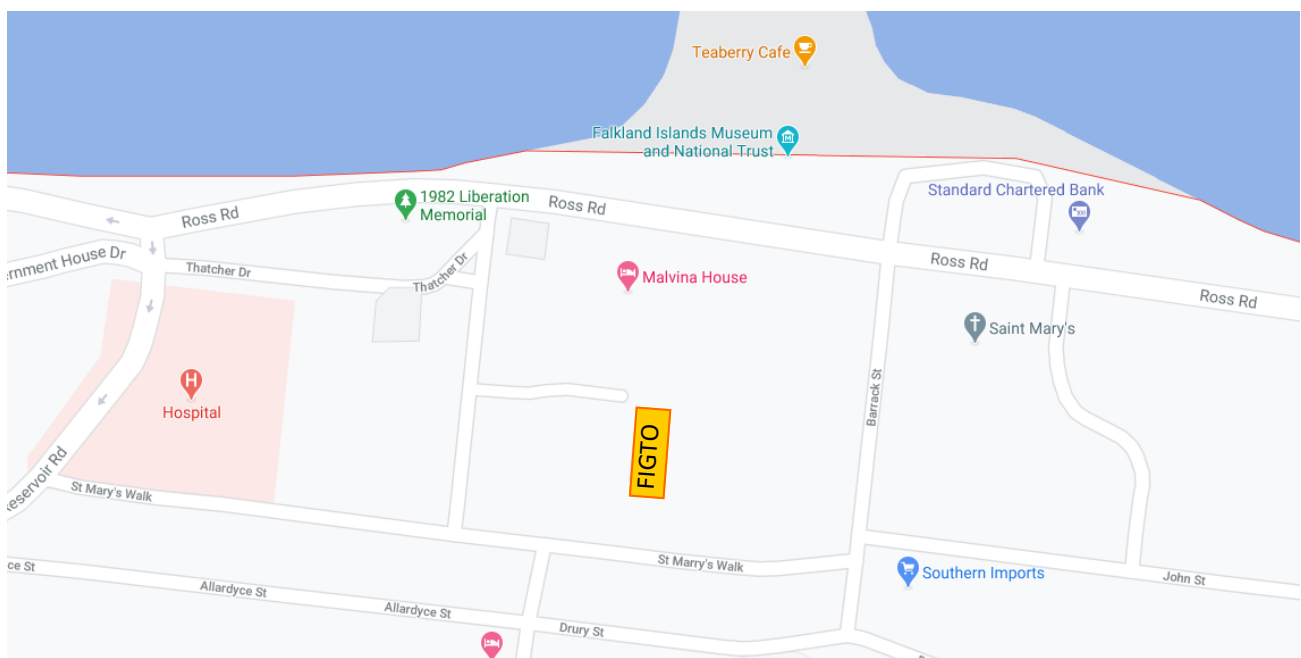 Teaberry Cafe
Falkland Islands Museum
and National Trust
1982 Liberation
Memorial
Standard Chartered Bank
Ross Rd
Ross Rd
Ross Rd
Ross Rd
rnment House Dr
Thatcher Dr
Thatcher Dr
Malvina House
Saint Mary's
Barrack St
H
Hospital
FIGTO
Reservoir Rd
St Mary's Walk
St Marry's Walk
Southern Imports
John St
ce St
Allardyce St
Allardyce St
Drury St